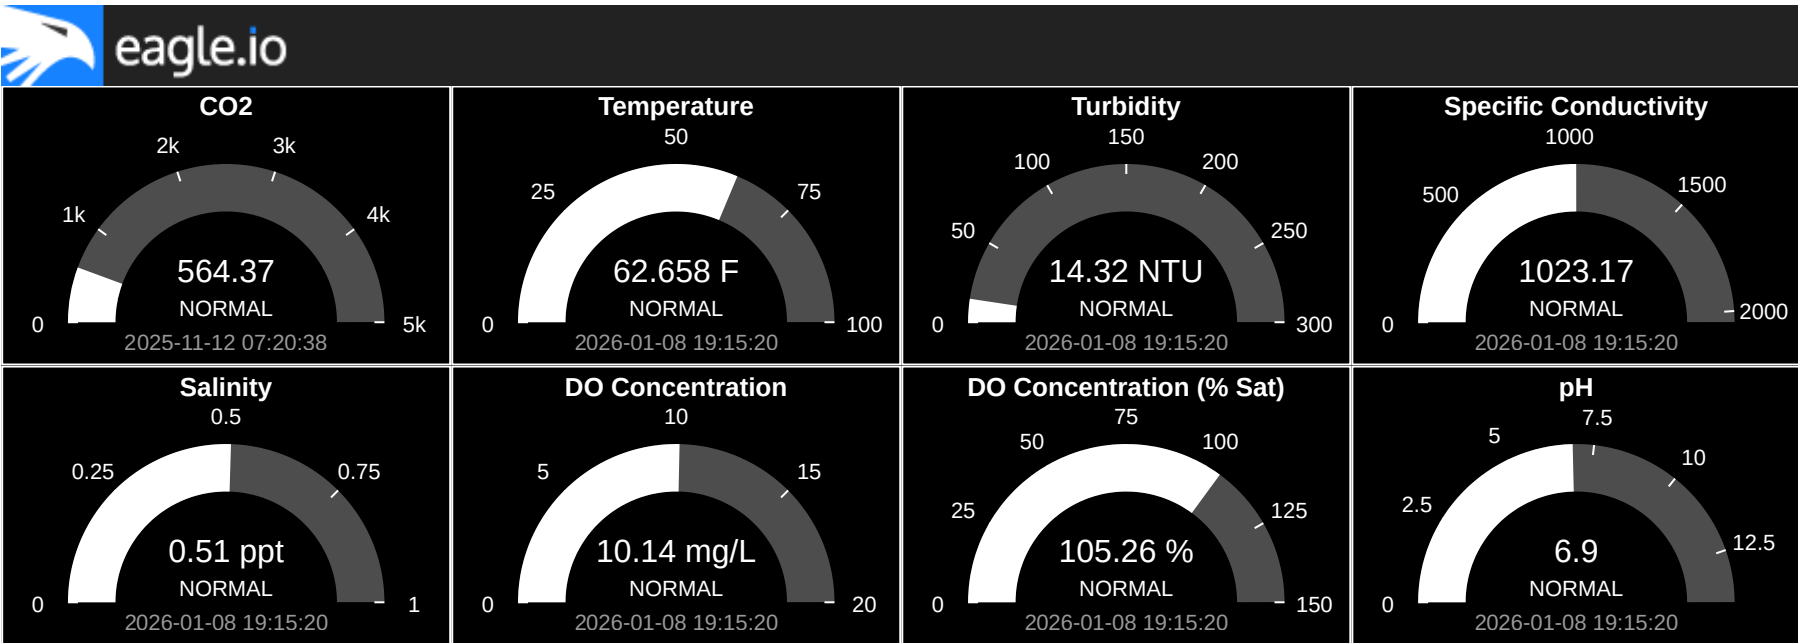 eagle.io
CO2
0
1k
2k
3k
4k
5k
564.37
NORMAL
2025-11-12 07:20:38
Temperature
0
25
50
75
100
62.658 F
NORMAL
2026-01-08 19:15:20
Turbidity
0
50
100
150
200
250
300
14.32 NTU
NORMAL
2026-01-08 19:15:20
Specific Conductivity
0
500
1000
1500
2000
1023.17
NORMAL
2026-01-08 19:15:20
Salinity
0
0.25
0.5
0.75
1
0.51 ppt
NORMAL
2026-01-08 19:15:20
DO Concentration
0
5
10
15
20
10.14 mg/L
NORMAL
2026-01-08 19:15:20
DO Concentration (% Sat)
0
25
50
75
100
125
150
105.26 %
NORMAL
2026-01-08 19:15:20
pH
0
2.5
5
7.5
10
12.5
6.9
NORMAL
2026-01-08 19:15:20